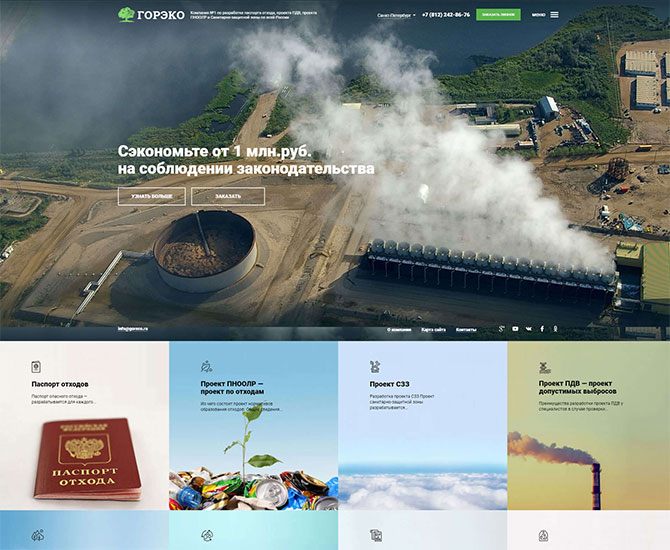 ГОРЭКО
Компания №1 по разработке паспорта отхода, проекта ПДВ, проекта
ПНООЛР и Санитарно-защитной зоны по всей России
Санкт-Петербург
+7 (812) 242-86-76
ЗАКАЗАТЬ ЗВОНОК
МЕНЮ
Сэкономьте от 1 млн.руб.
на соблюдении законодательства
УЗНАТЬ БОЛЬШЕ
ЗАКАЗАТЬ
info@goreco.ru
О компании
Карта сайта
Контакты
Паспорт отходов
Паспорт опасного отхода —
разрабатывается для каждого...
ПАСПОРТ
ОТХОДА
Проект ПНООЛР —
проект по отходам
Из чего состоит проект нормативов
образования отходов. Общие сведения...
Проект СЗЗ
Разработка проекта СЗЗ Проект
санитарно-защитной зоны
разрабатывается...
Проект ПДВ — проект
допустимых выбросов
Преимущества разработки проекта ПДВ у
специалистов В случае проверки...